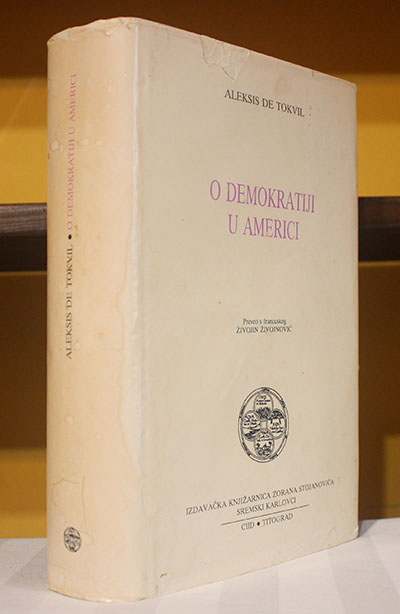 ALEKSIS DE TOKVIL
O DEMOKRATIJI
U AMERICI
Preveo s francuskog
ŽIVOJIN ŽIVOJNOVIĆ
IZDAVAČKA KNJIŽARNICA ZORANA STOJANOVIĆA
SREMSKI KARLOVCI
CIID • TITOGRAD
ALEKSIS DE TOKVIL • O DEMOKRATIJI U AMERICI